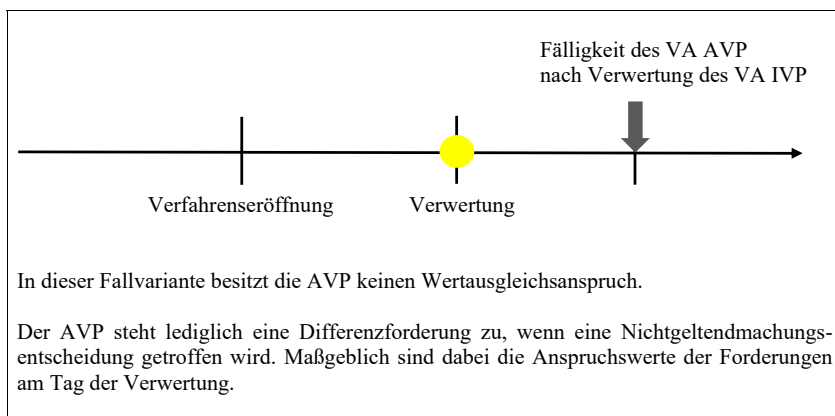 Fälligkeit des VA AVP
nach Verwertung des VA IVP
Verfahrenseröffnung
Verwertung
In dieser Fallvariante besitzt die AVP keinen Wertausgleichsanspruch.
Der AVP steht lediglich eine Differenzforderung zu, wenn eine Nichtgeltendmachungs-
entscheidung getroffen wird. Maßgeblich sind dabei die Anspruchswerte der Forderungen
am Tag der Verwertung.